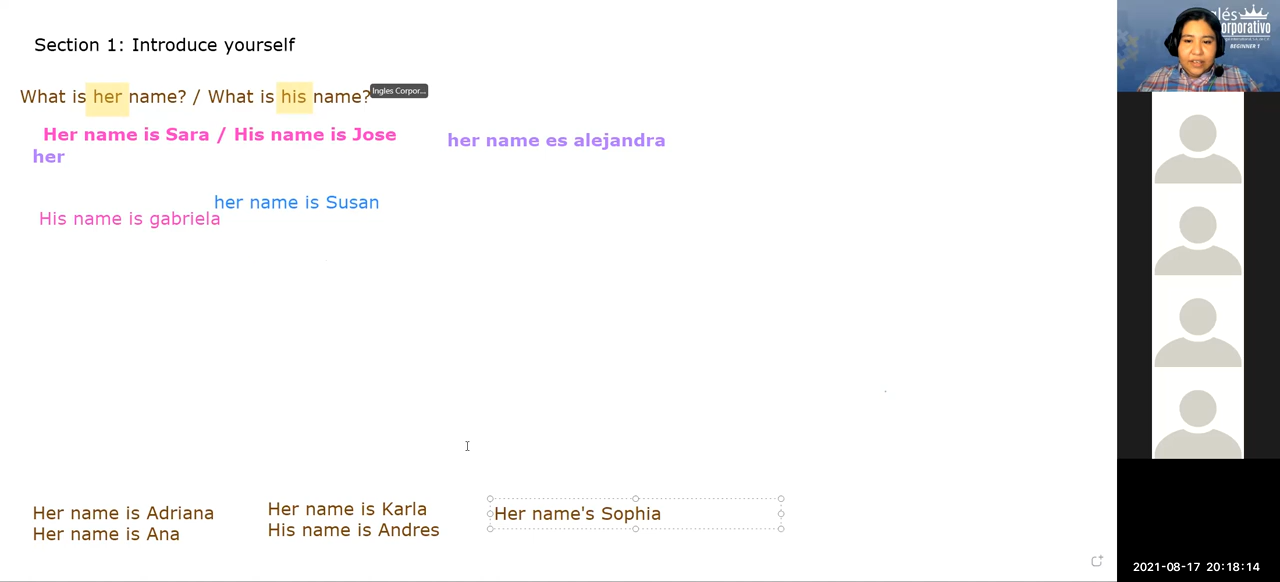 Section 1: Introduce yourself
What is her name? / What is his name?
Ingles Corpor...
Her name is Sara / His name is Jose
her name es alejandra
her
her name is Susan
His name is gabriela
Her name is Adriana
Her name is Ana
Her name is Karla
His name is Andres
Her name's Sophia
BEGINNER 1
2021-08-17 20:18:14